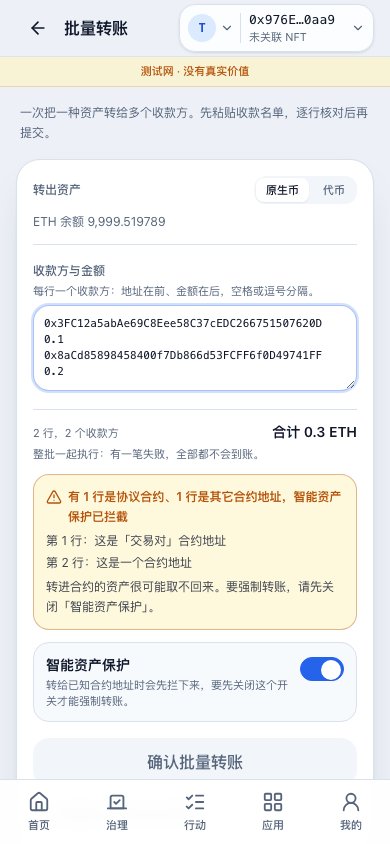 批量转账
T
0x976E…0aa9
未关联 NFT
测试网 · 没有真实价值
一次把一种资产转给多个收款方。先粘贴收款名单，逐行核对后再
提交。
转出资产
原生币
代币
ETH 余额 9,999.519789
收款方与金额
每行一个收款方：地址在前、金额在后，空格或逗号分隔。
0x3FC12a5abAe69C8Eee58C37cEDC266751507620D
0.1
0x8aCd85898458400f7Db866d53FCFF6f0D49741FF
0.2
2 行，2 个收款方
合计 0.3 ETH
整批一起执行：有一笔失败，全部都不会到账。
有 1 行是协议合约、1 行是其它合约地址，智能资产
保护已拦截
第 1 行：这是「交易对」合约地址
第 2 行：这是一个合约地址
转进合约的资产很可能取不回来。要强制转账，请先关
闭「智能资产保护」。
智能资产保护
转给已知合约地址时会先拦下来，要先关闭这个开
关才能强制转账。
确认批量转账
首页
治理
行动
应用
我的